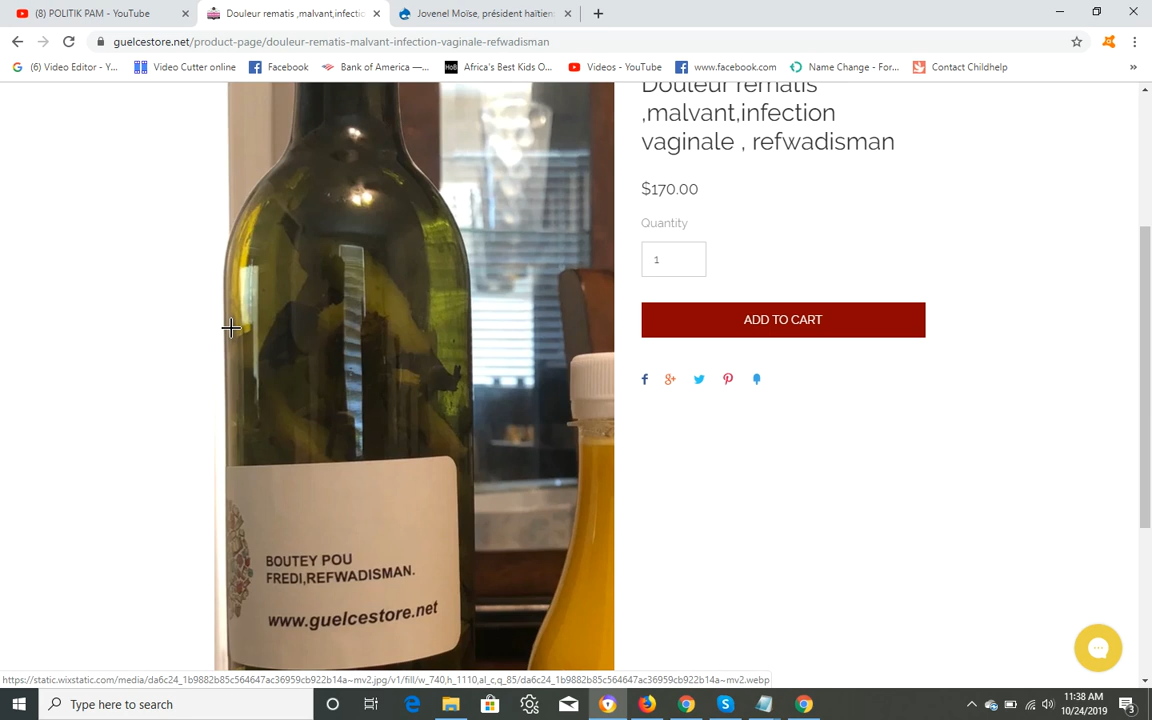 (8) POLITIK PAM - YouTube
Douleur rematis ,malvant,infectio
Jovenel Moïse, président haïtien
guelcestore.net/product-page/douleur-rematis-malvant-infection-vaginale-refwadisman
(6) Video Editor - Y...
Video Cutter online
Facebook
Bank of America —...
HoB
Africa's Best Kids O...
Videos - YouTube
www.facebook.com
Name Change - For...
Contact Childhelp
»
Douleur rematis
,malvant,infection
vaginale , refwadisman
$170.00
Quantity
1
ADD TO CART
BOUTEY POU
FREDI,REFWADISMAN.
www.guelcestore.net
https://static.wixstatic.com/media/da6c24_1b9882b85c564647ac36959cb922b14a~mv2.jpg/v1/fill/w_740,h_1110,al_c,q_85/da6c24_1b9882b85c564647ac36959cb922b14a~mv2.webp
Type here to search
11:38 AM
10/24/2019
3